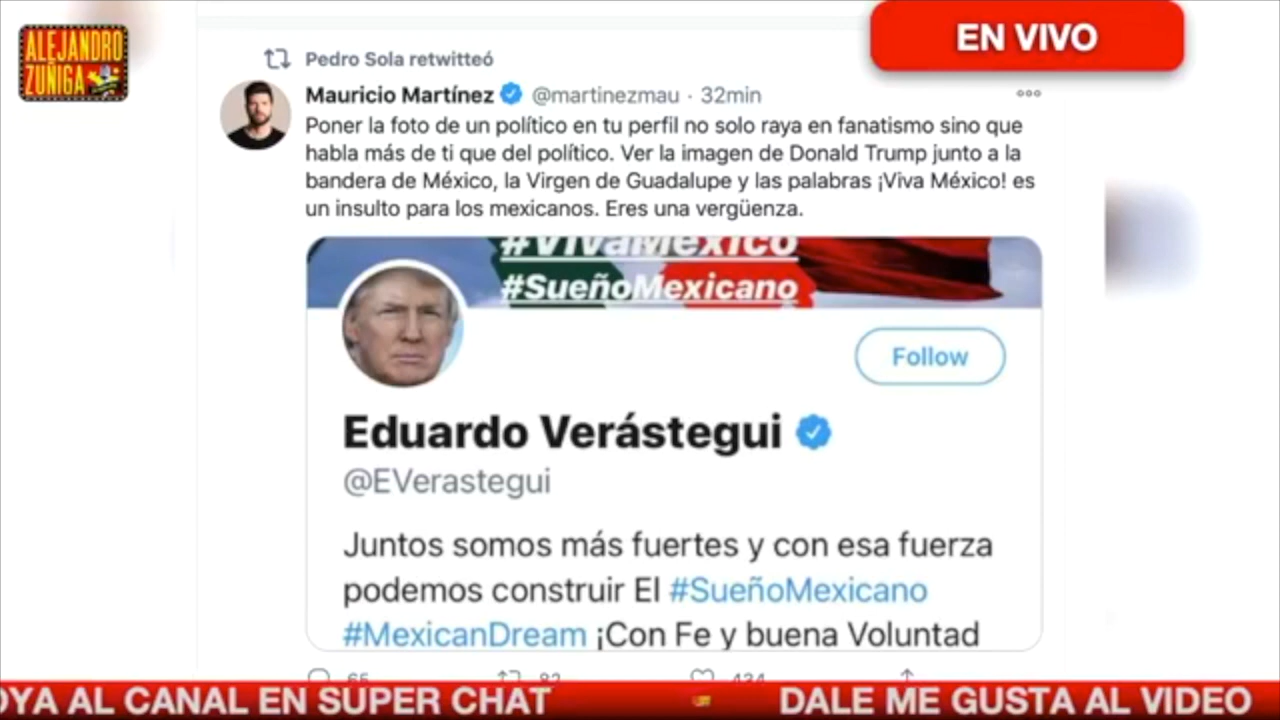 ALEJANDRO
ZUÑIGA
EN VIVO
Pedro Sola retwitteó
Mauricio Martínez @martinezmau · 32min
Poner la foto de un político en tu perfil no solo raya en fanatismo sino que
habla más de ti que del político. Ver la imagen de Donald Trump junto a la
bandera de México, la Virgen de Guadalupe y las palabras ¡Viva México! es
un insulto para los mexicanos. Eres una vergüenza.
#VivaMéxico
#SueñoMexicano
Follow
Eduardo Verástegui
@EVerastegui
Juntos somos más fuertes y con esa fuerza
podemos construir El #SueñoMexicano
#MexicanDream ¡Con Fe y buena Voluntad
65 82 434
OYA AL CANAL EN SUPER CHAT DALE ME GUSTA AL VIDEO